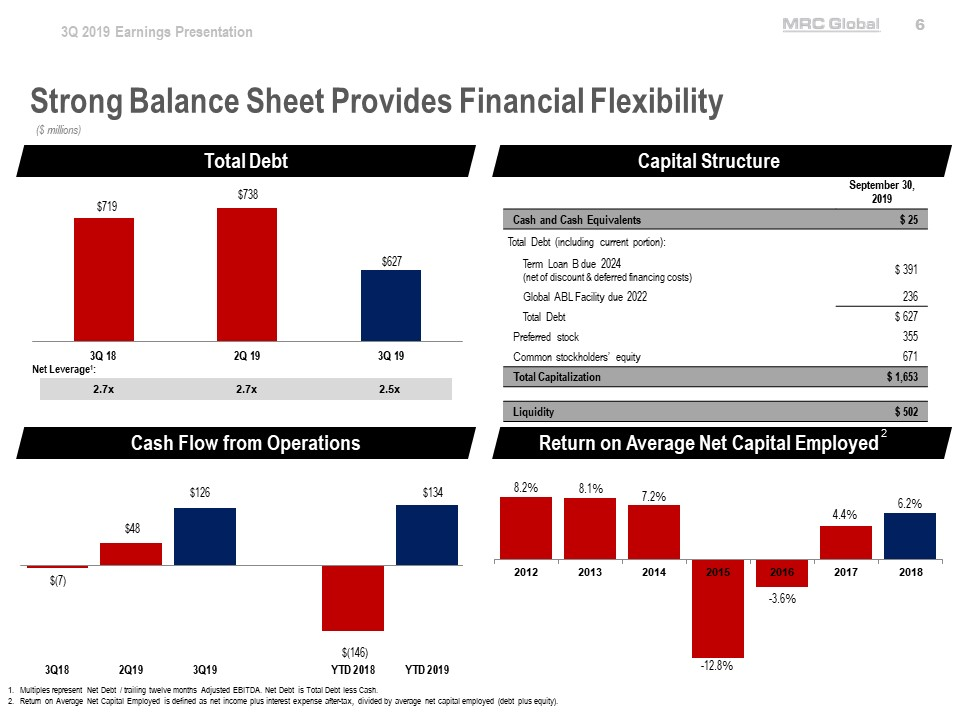 3Q 2019 Earnings Presentation
MRC Global
6
Strong Balance Sheet Provides Financial Flexibility
($ millions)
Total Debt
$719
$738
$627
3Q 18
2Q 19
3Q 19
Net Leverage¹:
2.7x
2.7x
2.5x
Capital Structure
September 30,
2019
Cash and Cash Equivalents $ 25
Total Debt (including current portion):
Term Loan B due 2024
(net of discount & deferred financing costs)
$ 391
Global ABL Facility due 2022 236
Total Debt $ 627
Preferred stock 355
Common stockholders' equity 671
Total Capitalization $ 1,653
Liquidity $ 502
Cash Flow from Operations
$(7)
$48
$126
$(146)
$134
3Q18
2Q19
3Q19
YTD 2018
YTD 2019
Return on Average Net Capital Employed 2
8.2%
8.1%
7.2%
-12.8%
-3.6%
4.4%
6.2%
2012
2013
2014
2015
2016
2017
2018
1. Multiples represent Net Debt / trailing twelve months Adjusted EBITDA. Net Debt is Total Debt less Cash.
2. Return on Average Net Capital Employed is defined as net income plus interest expense after-tax, divided by average net capital employed (debt plus equity).